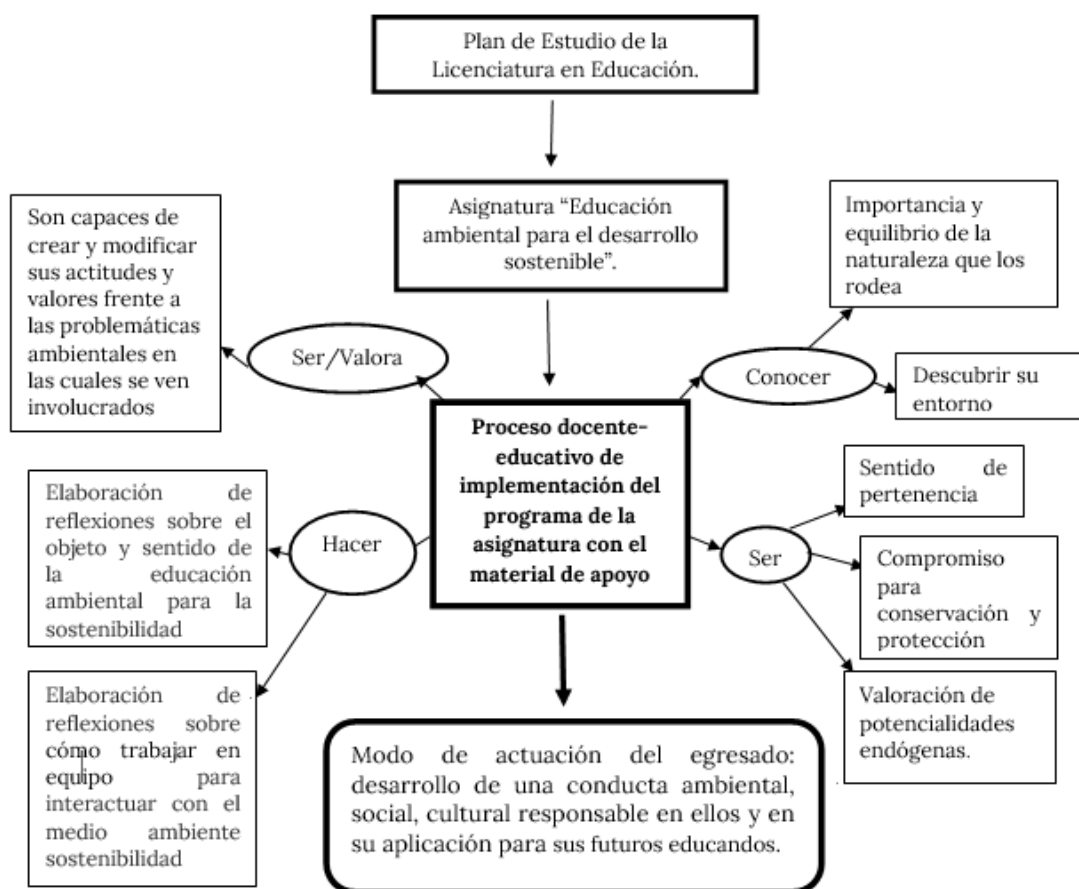 Plan de Estudio de la
Licenciatura en Educación.
Asignatura “Educación
ambiental para el desarrollo
sostenible”.
Son capaces de
crear y modificar
sus actitudes y
valores frente a
las problemáticas
ambientales en
las cuales se ven
involucrados
Ser/Valora
Importancia y
equilibrio de la
naturaleza que los
rodea
Conocer
Descubrir su
entorno
Proceso docente-
educativo de
implementación del
programa de la
asignatura con el
material de apoyo
Elaboración de
reflexiones sobre el
objeto y sentido de
la educación
ambiental para la
sostenibilidad
Hacer
Elaboración de
reflexiones sobre
cómo trabajar en
equipo para
interactuar con el
medio ambiente
sostenibilidad
Ser
Sentido de
pertenencia
Compromiso
para
conservación y
protección
Valoración de
potencialidades
endógenas.
Modo de actuación del egresado:
desarrollo de una conducta ambiental,
social, cultural responsable en ellos y en
su aplicación para sus futuros educandos.